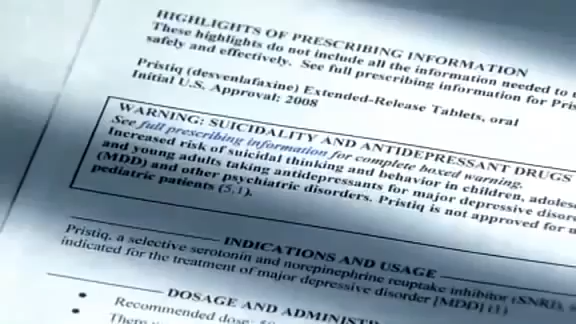 HIGHLIGHTS OF PRESCRIBING INFORMATION
These highlights do not include all the information needed to
safely and effectively. See full prescribing information for
Pristiq (desvenlafaxine) Extended-Release Tablets, oral
Initial U.S. Approval: 2008
WARNING: SUICIDALITY AND ANTIDEPRESSANT DRUGS
See full prescribing information for complete boxed warning.
Increased risk of suicidal thinking and behavior in children,
and young adults taking antidepressants for major depressive
(MDD) and other psychiatric disorders. Pristiq is not approved for
pediatric patients (5.1).
INDICATIONS AND USAGE
Pristiq, a selective serotonin and norepinephrine reuptake inhibitor (SNRI),
indicated for the treatment of major depressive disorder [MDD] (1)
DOSAGE AND
• Recommended dose:
•